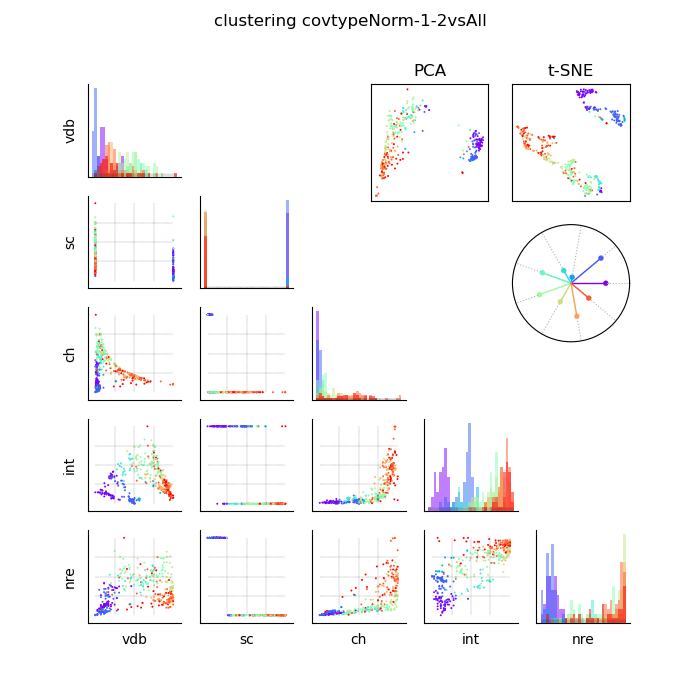 clustering covtypeNorm-1-2vsAll
PCA
t-SNE
vdb
sc
ch
int
nre
vdb
sc
ch
int
nre